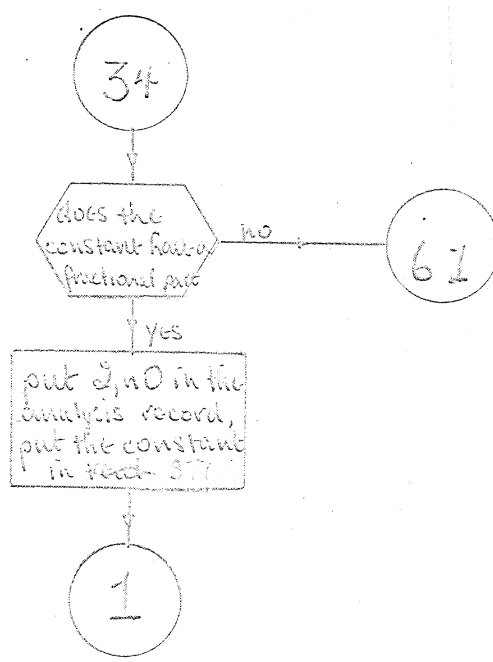 34
does the
constant have a
fractional part
no
61
yes
put 2,n0 in the
analysis record,
put the constant
in
1